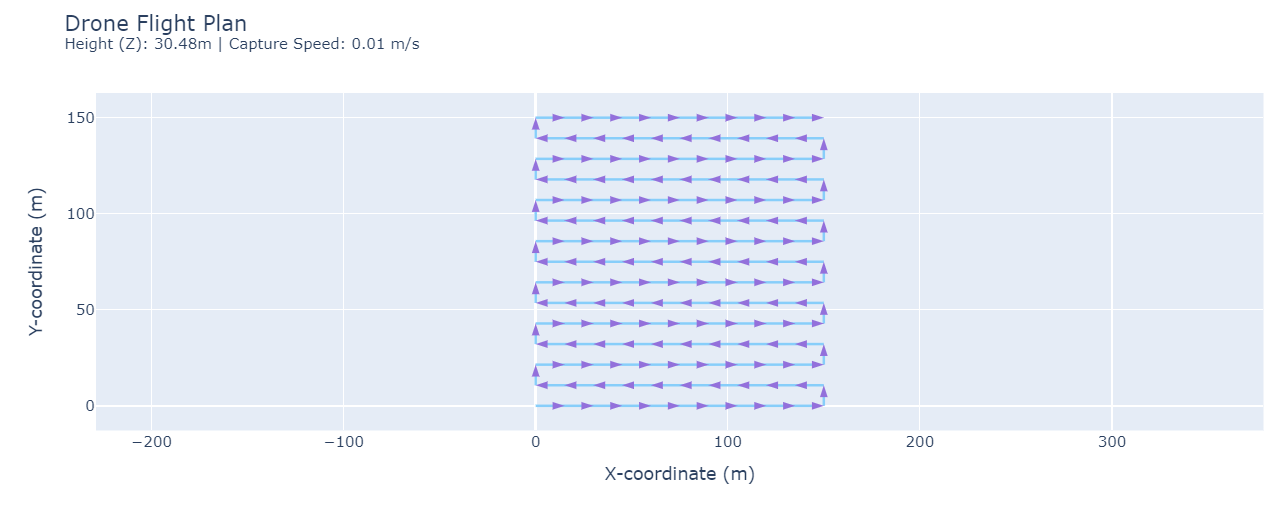 Drone Flight Plan
Height (Z): 30.48m | Capture Speed: 0.01 m/s
150
100
50
0
Y-coordinate (m)
−200
−100
0
100
200
300
X-coordinate (m)